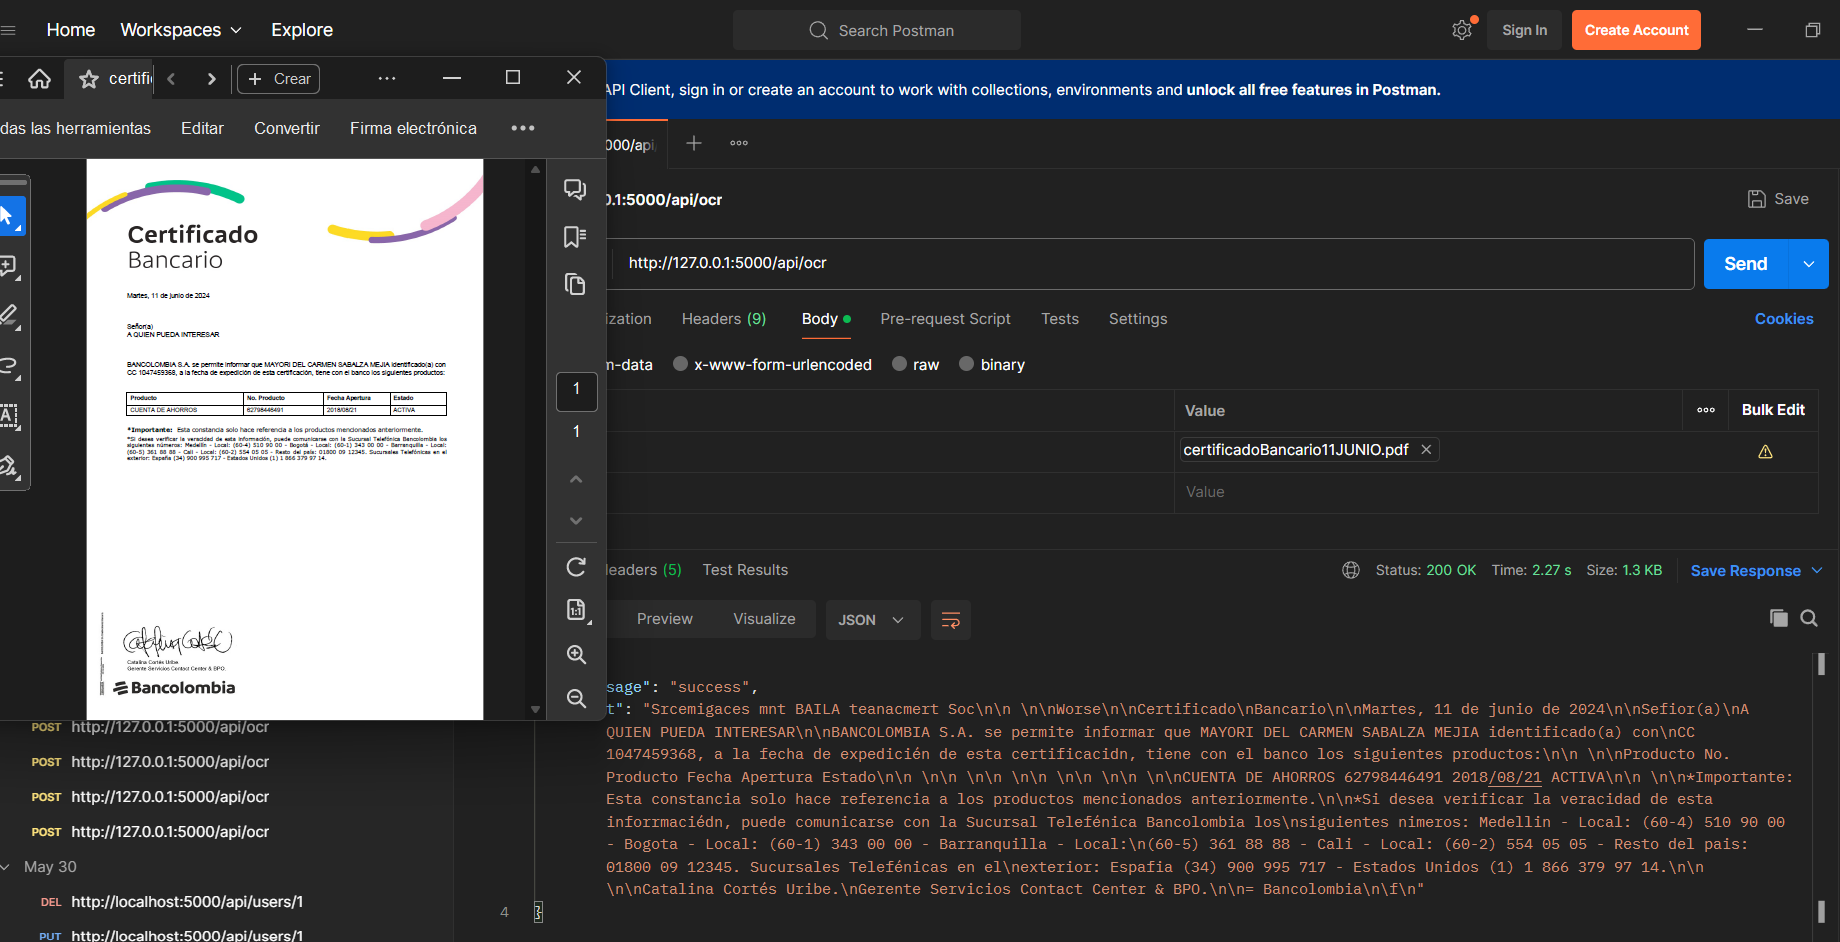 Home
Workspaces
Explore
Search Postman
Sign In
Create Account
certifi
Crear
API Client, sign in or create an account to work with collections, environments and unlock all free features in Postman.
das las herramientas
Editar
Convertir
Firma electrónica
000/api/
0.1:5000/api/ocr
Save
http://127.0.0.1:5000/api/ocr
Send
ization
Headers (9)
Body
Pre-request Script
Tests
Settings
Cookies
m-data
x-www-form-urlencoded
raw
binary
Value
Bulk Edit
certificadoBancario11JUNIO.pdf
Value
Certificado
Bancario
Martes, 11 de junio de 2024
Señor(a)
A QUIEN PUEDA INTERESAR
BANCOLOMBIA S.A. se permite informar que MAYORI DEL CARMEN SABALZA MEJIA identificado(a) con
CC 1047459368, a la fecha de expedición de esta certificación, tiene con el banco los siguientes productos:
Producto No. Producto Fecha Apertura Estado
CUENTA DE AHORROS 62798446491 2018/08/21 ACTIVA
*Importante: Esta constancia solo hace referencia a los productos mencionados anteriormente.
*Si desea verificar la veracidad de esta información, puede comunicarse con la Sucursal Telefónica Bancolombia los
siguientes números: Medellín - Local: (60-4) 510 90 00 - Bogotá - Local: (60-1) 343 00 00 - Barranquilla - Local:
(60-5) 361 88 88 - Cali - Local: (60-2) 554 05 05 - Resto del país: 01800 09 12345. Sucursales Telefónicas en el
exterior: España (34) 900 995 717 - Estados Unidos (1) 1 866 379 97 14.
Catalina Cortés Uribe.
Gerente Servicios Contact Center & BPO.
Bancolombia
1
1
1:1
A
eaders (5)
Test Results
Status: 200 OK
Time: 2.27 s
Size: 1.3 KB
Save Response
Preview
Visualize
JSON
sage": "success",
t": "Srcemigaces mnt BAILA teanacmert Soc\n\n \n\nWorse\n\nCertificado\nBancario\n\nMartes, 11 de junio de 2024\n\nSefior(a)\nA
QUIEN PUEDA INTERESAR\n\nBANCOLOMBIA S.A. se permite informar que MAYORI DEL CARMEN SABALZA MEJIA identificado(a) con\nCC
1047459368, a la fecha de expedición de esta certificacidn, tiene con el banco los siguientes productos:\n\n \n\nProducto No.
Producto Fecha Apertura Estado\n\n \n\n \n\n \n\n \n\n \n\n \n\nCUENTA DE AHORROS 62798446491 2018/08/21 ACTIVA\n\n \n\n*Importante:
Esta constancia solo hace referencia a los productos mencionados anteriormente.\n\n*Si desea verificar la veracidad de esta
inforrmaciédn, puede comunicarse con la Sucursal Telefénica Bancolombia los\nsiguientes nimeros: Medellin - Local: (60-4) 510 90 00
- Bogota - Local: (60-1) 343 00 00 - Barranquilla - Local:\n(60-5) 361 88 88 - Cali - Local: (60-2) 554 05 05 - Resto del pais:
01800 09 12345. Sucursales Telefénicas en el\nexterior: Espafia (34) 900 995 717 - Estados Unidos (1) 1 866 379 97 14.\n\n
\n\nCatalina Cortés Uribe.\nGerente Servicios Contact Center & BPO.\n\n= Bancolombia\n\f\n"
4 }
POST http://127.0.0.1:5000/api/ocr
POST http://127.0.0.1:5000/api/ocr
POST http://127.0.0.1:5000/api/ocr
POST http://127.0.0.1:5000/api/ocr
May 30
DEL http://localhost:5000/api/users/1
PUT http://localhost:5000/api/users/1